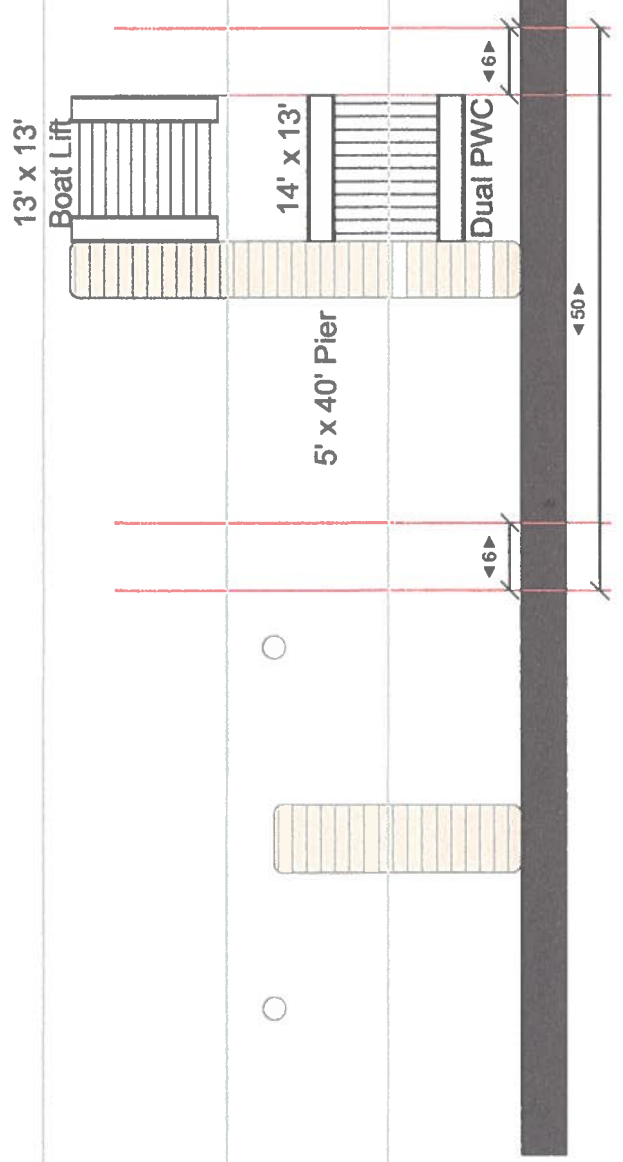 13' x 13'
Boat Lift
14' x 13'
Dual PWC
5' x 40' Pier
◄6►
◄50►
◄6►